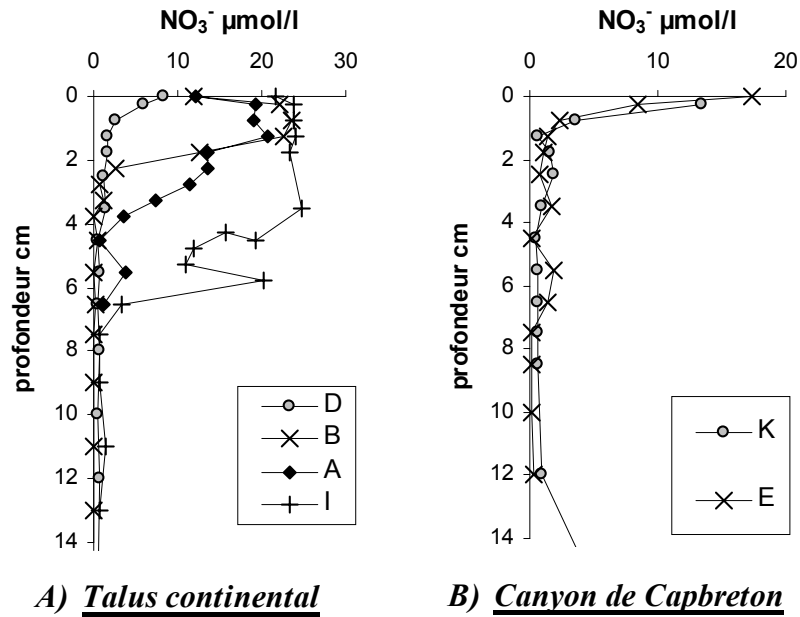 NO₃⁻ µmol/l
0 10 20 30
profondeur cm
0
2
4
6
8
10
12
14
D
B
A
I
A) Talus continental
NO₃⁻ µmol/l
0 10 20
profondeur cm
0
2
4
6
8
10
12
14
K
E
B) Canyon de Capbreton